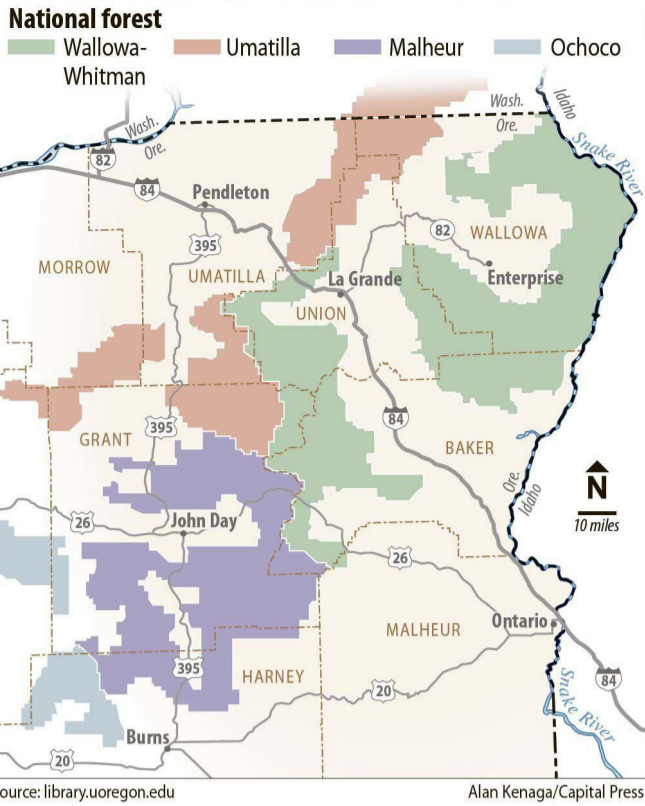 National forest
Wallowa-
Whitman
Umatilla
Malheur
Ochoco
Wash.
Ore.
Wash.
Ore.
Idaho
Snake River
82
84
Pendleton
395
82
WALLOWA
Enterprise
MORROW
UMATILLA
La Grande
UNION
395
GRANT
84
BAKER
Ore.
Idaho
N
10 miles
26
John Day
26
MALHEUR
Ontario
395
HARNEY
20
84
Snake River
Burns
20
ource: library.uoregon.edu
Alan Kenaga/Capital Press